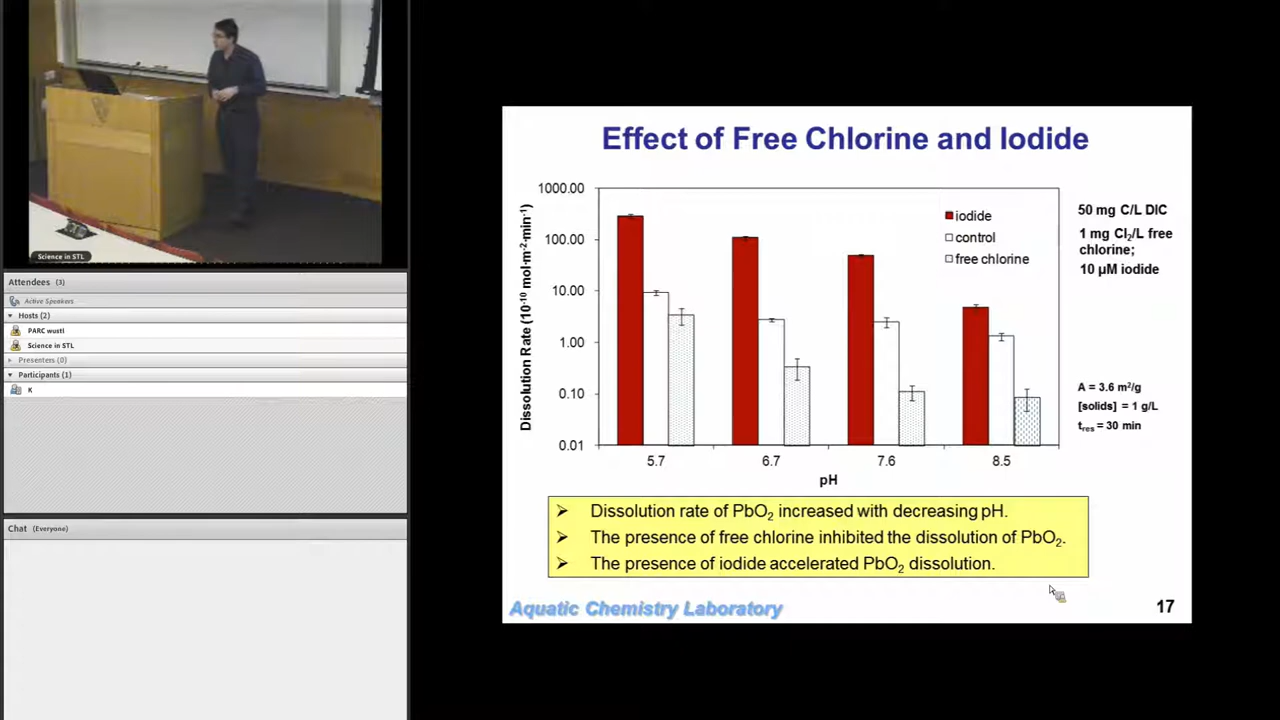 Science in STL
Attendees (3)
Active Speakers
Hosts (2)
PARC wustl
Science in STL
Presenters (0)
Participants (1)
K
Chat (Everyone)
Effect of Free Chlorine and Iodide
Dissolution Rate (10⁻¹⁰ mol·m⁻²·min⁻¹)
1000.00
100.00
10.00
1.00
0.10
0.01
iodide
control
free chlorine
5.7 6.7 7.6 8.5
pH
50 mg C/L DIC
1 mg Cl₂/L free
chlorine;
10 µM iodide
A = 3.6 m²/g
[solids] = 1 g/L
tres = 30 min
Dissolution rate of PbO₂ increased with decreasing pH.
The presence of free chlorine inhibited the dissolution of PbO₂.
The presence of iodide accelerated PbO₂ dissolution.
Aquatic Chemistry Laboratory
17